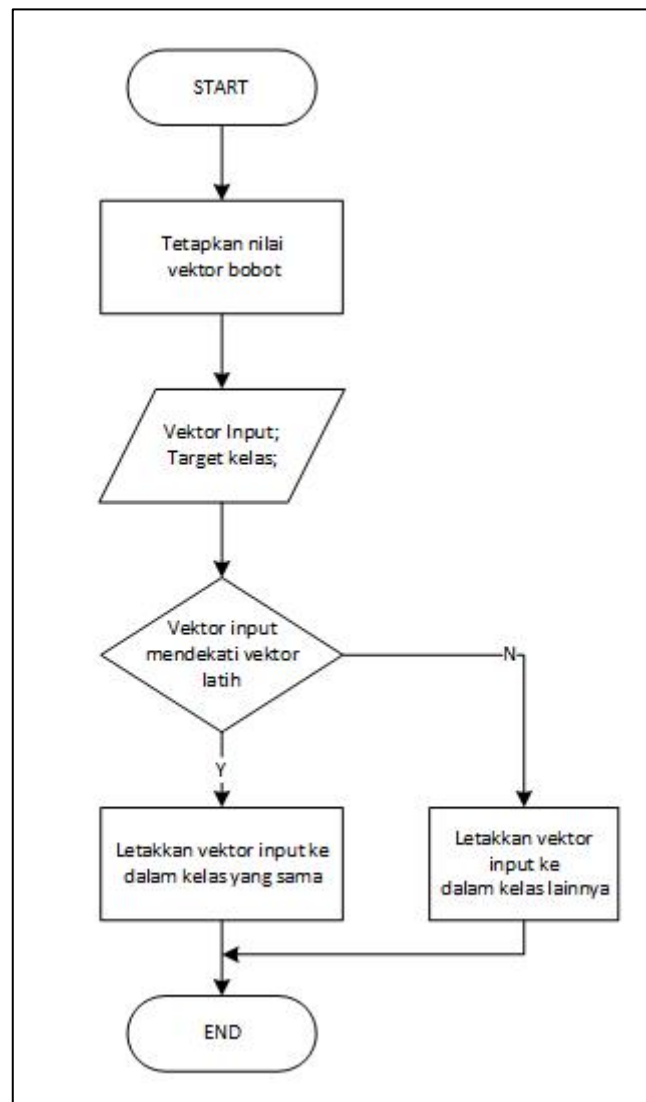 START
Tetapkan nilai
vektor bobot
Vektor Input;
Target kelas;
Vektor input
mendekati vektor
latih
N
Y
Letakkan vektor input ke
dalam kelas yang sama
Letakkan vektor
input ke
dalam kelas lainnya
END